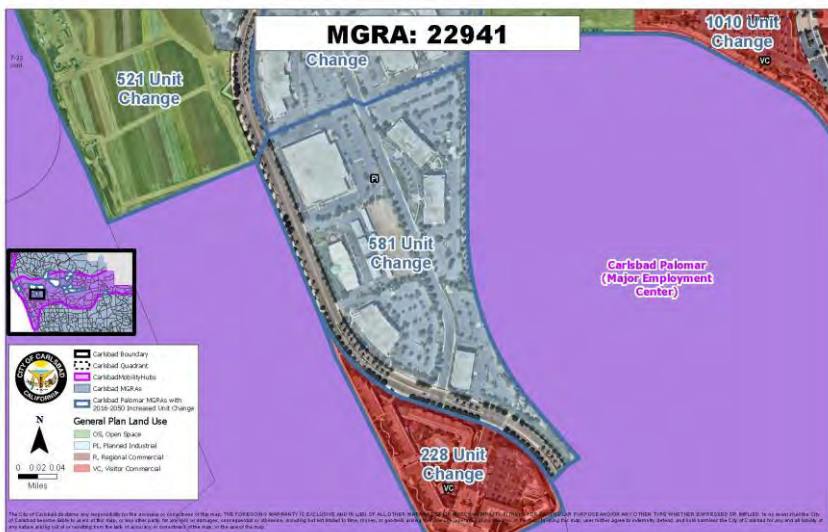 MGRA: 22941
Change
1010 Unit
Change
VC
521 Unit
Change
PI
581 Unit
Change
Carlsbad Palomar
(Major Employment
Center)
228 Unit
Change
VC
CITY OF CARLSBAD
CALIFORNIA
Carlsbad Boundary
Carlsbad Quadrant
CarlsbadMobilityHubs
Carlsbad MGRAs
Carlsbad Palomar MGRAs with
2016-2050 Increased Unit Change
General Plan Land Use
OS, Open Space
PI, Planned Industrial
R, Regional Commercial
VC, Visitor Commercial
N
0 0.02 0.04
Miles